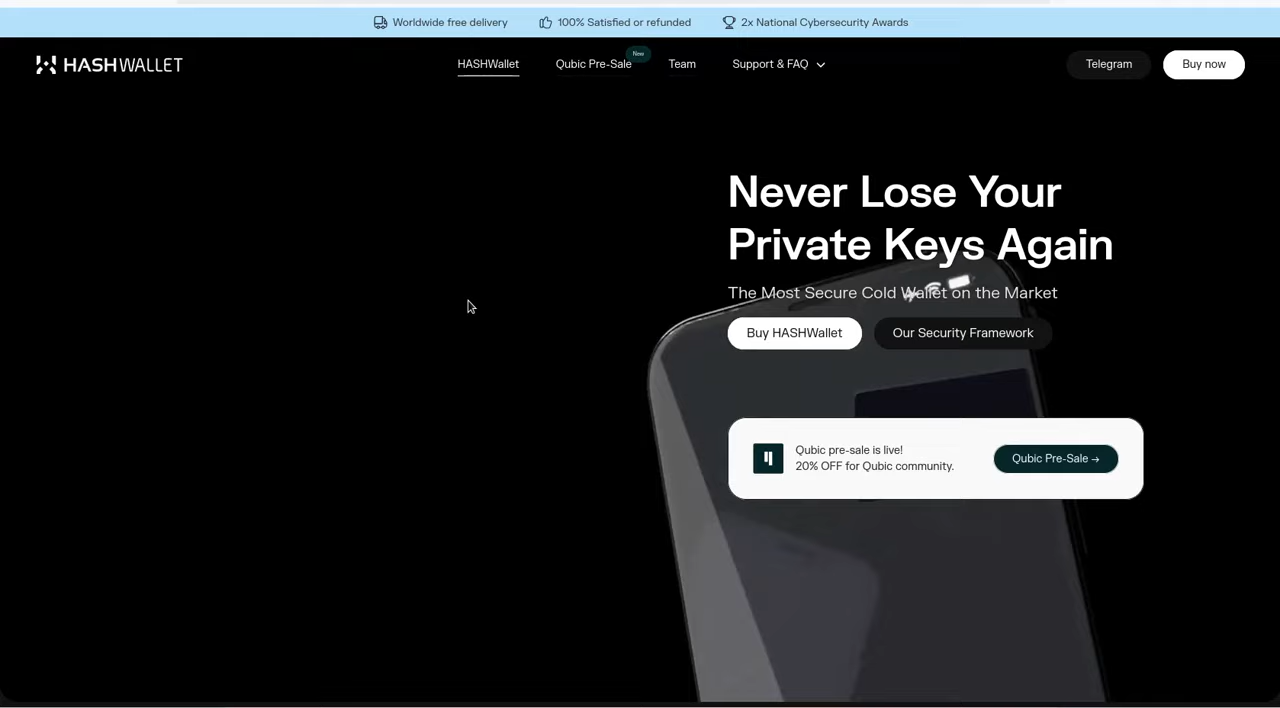 Worldwide free delivery
100% Satisfied or refunded
2x National Cybersecurity Awards
HASHWALLET
HASHWallet
Qubic Pre-Sale
New
Team
Support & FAQ
Telegram
Buy now
Never Lose Your
Private Keys Again
The Most Secure Cold Wallet on the Market
Buy HASHWallet
Our Security Framework
Qubic pre-sale is live!
20% OFF for Qubic community.
Qubic Pre-Sale →